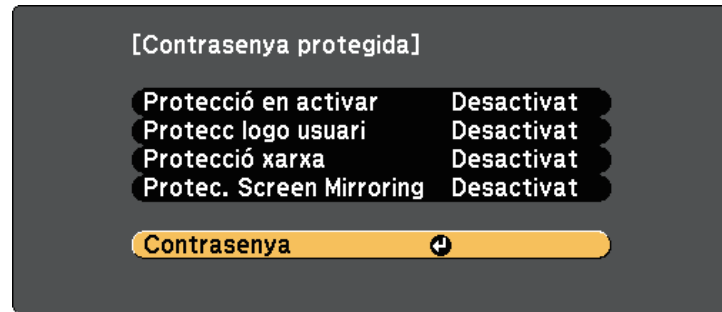 [Contrasenya protegida]
Protecció en activar Desactivat
Protecc logo usuari Desactivat
Protecció xarxa Desactivat
Protec. Screen Mirroring Desactivat
Contrasenya